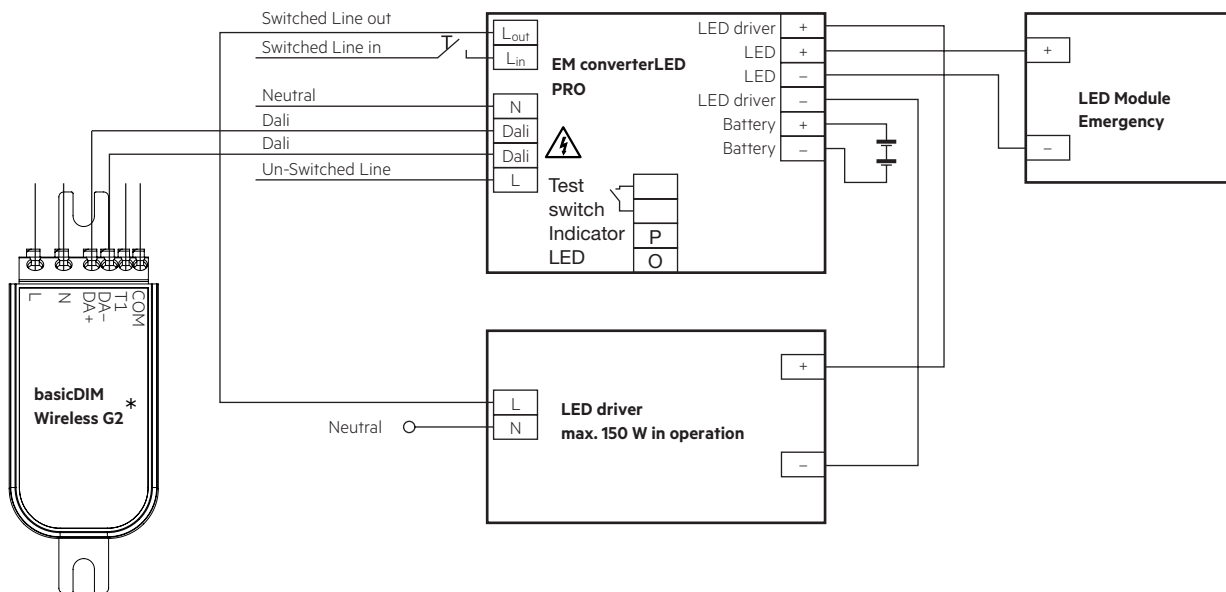 Switched Line out
Switched Line in
Neutral
Dali
Dali
Un-Switched Line
Lout
Lin
N
Dali
Dali
L
EM converterLED
PRO
Test
switch
Indicator
LED
P
O
LED driver +
LED +
LED –
LED driver –
Battery +
Battery –
+
–
LED Module
Emergency
L
N
DA+
DA-
T1
COM
basicDIM
Wireless G2 *
Neutral
L
N
LED driver
max. 150 W in operation
+
–